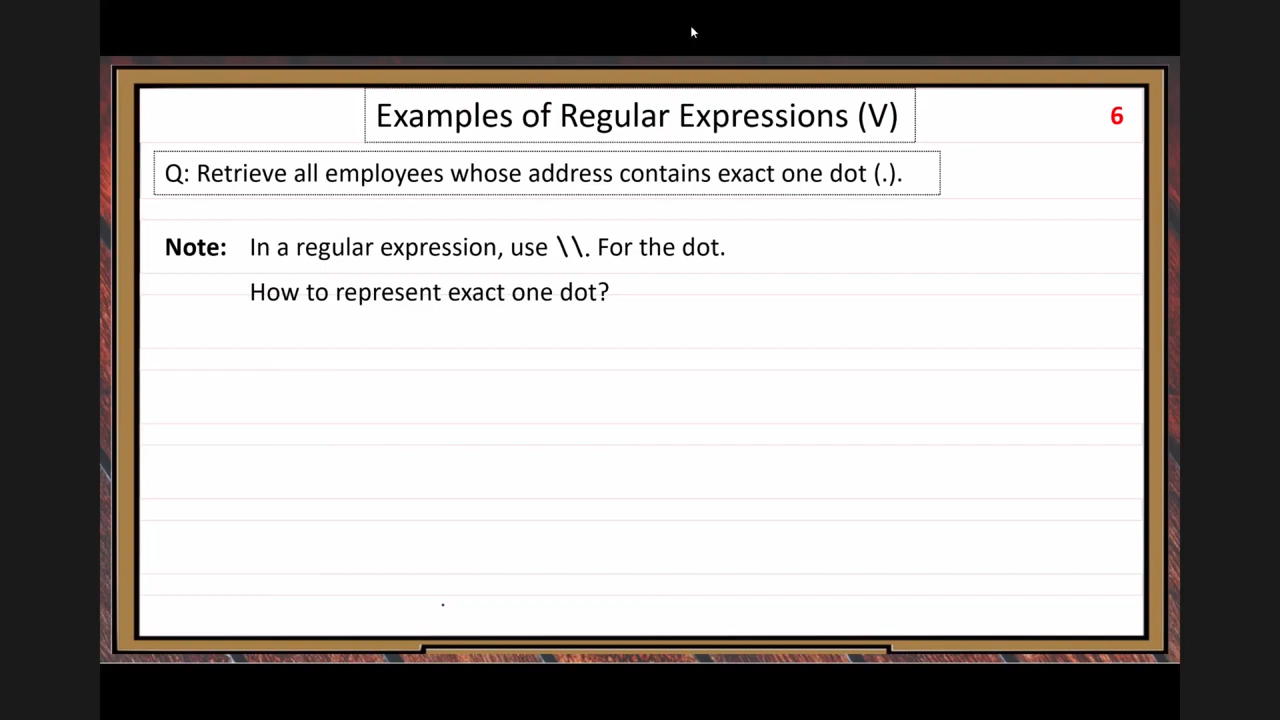 Examples of Regular Expressions (V)
6
Q: Retrieve all employees whose address contains exact one dot (.).
Note: In a regular expression, use \\. For the dot.
How to represent exact one dot?